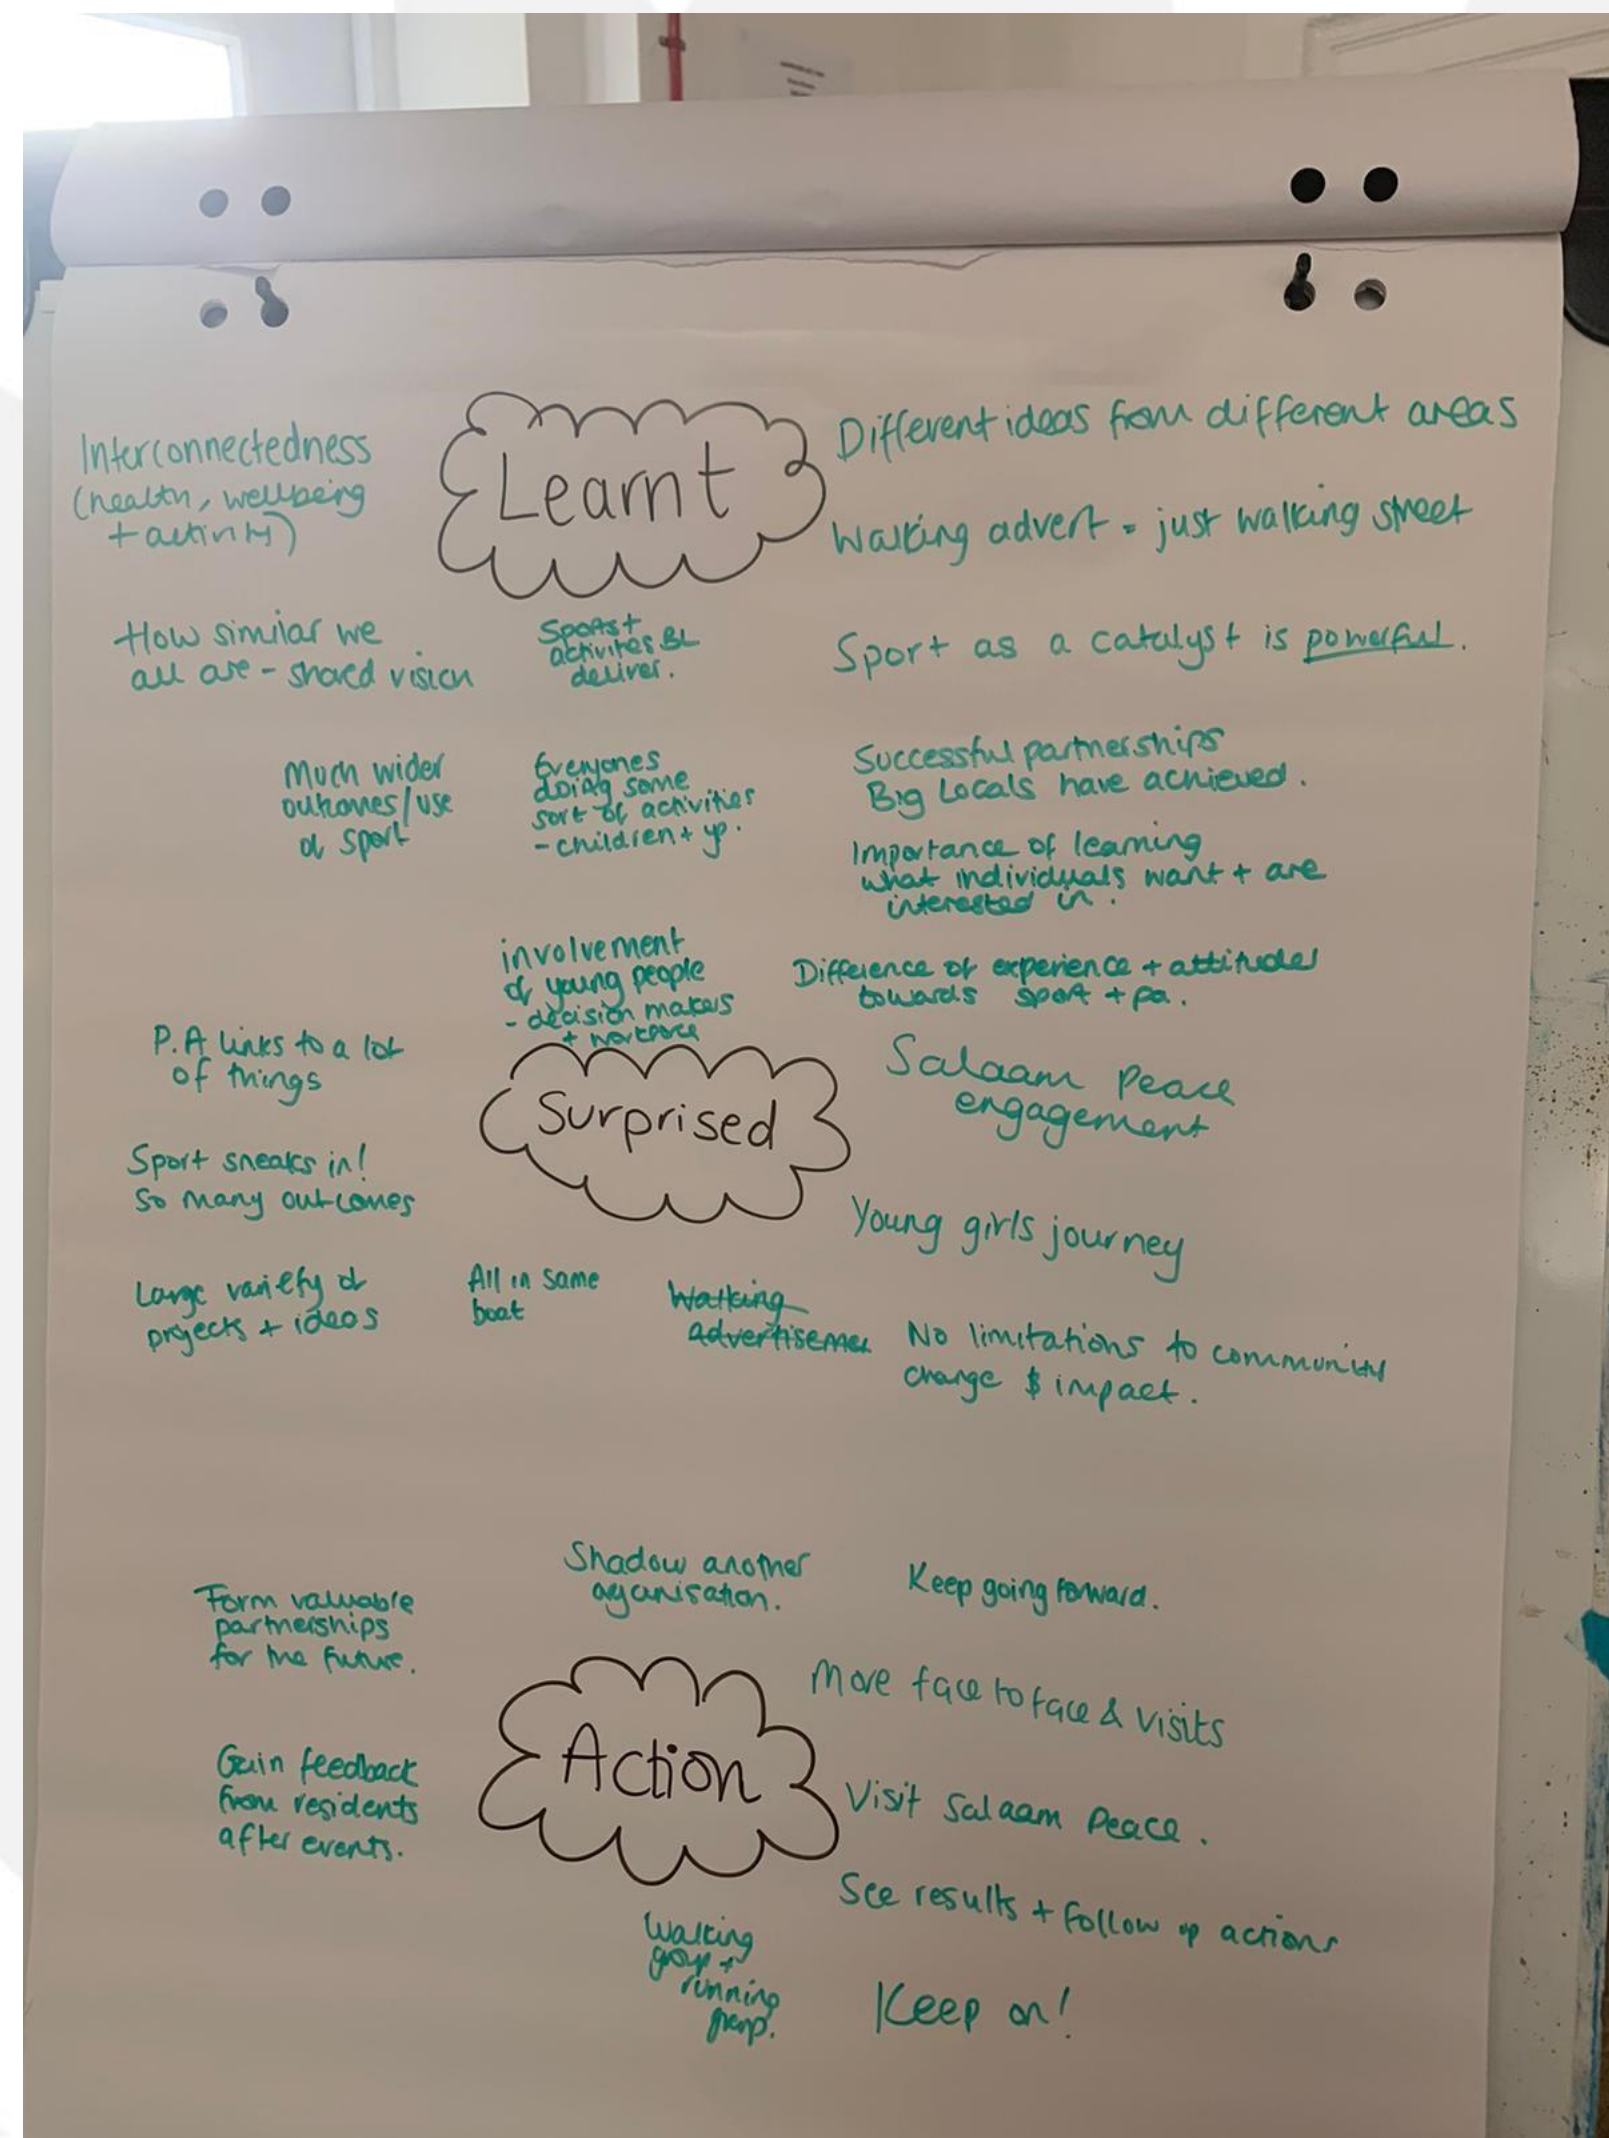 Learnt
Interconnectedness
(health, wellbeing
+ activity)
Different ideas from different areas
Walking advert = just walking street
How similar we
all are - shared vision
Sports +
activites BL
deliver.
Sport as a catalyst is powerful.
Much wider
outcomes/use
of sport
Everyones
doing some
sort of activities
- children + yp.
Successful partnerships
Big Locals have achieved.
Importance of learning
what individuals want + are
interested in.
involvement
of young people
- decision makers
+ workforce
Difference of experience + attitudes
towards sport + pa.
Surprised
P.A links to a lot
of things
Salaam Peace
engagement
Sport sneaks in!
So many outcomes
Young girls journey
Large variety of
projects + ideas
All in same
boat
Walking
advertisemen
No limitations to community
change & impact.
Shadow another
organisation.
Keep going forward.
Form valuable
partnerships
for the future.
Action
More face to face & visits
Gain feedback
from residents
after events.
Visit Salaam Peace.
See results + follow up actions
Walking
group +
running
group.
Keep on!